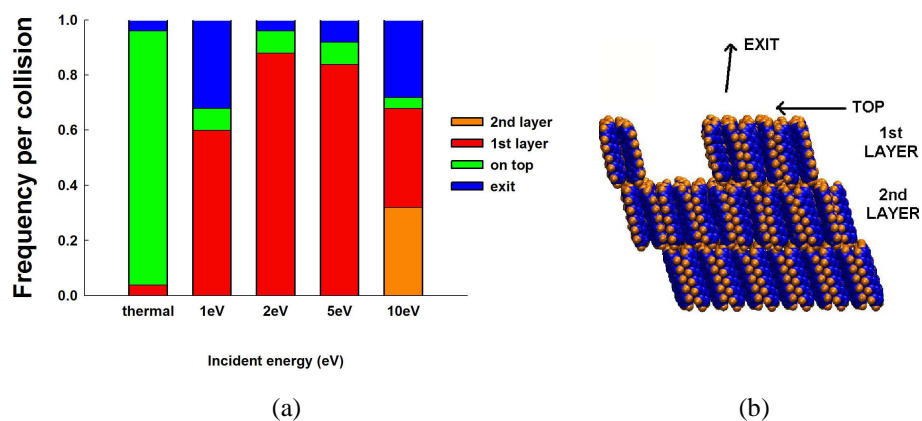 Frequency per collision
1.0
0.8
0.6
0.4
0.2
0.0
thermal 1eV 2eV 5eV 10eV
Incident energy (eV)
2nd layer
1st layer
on top
exit
(a)
EXIT
TOP
1st
LAYER
2nd
LAYER
(b)